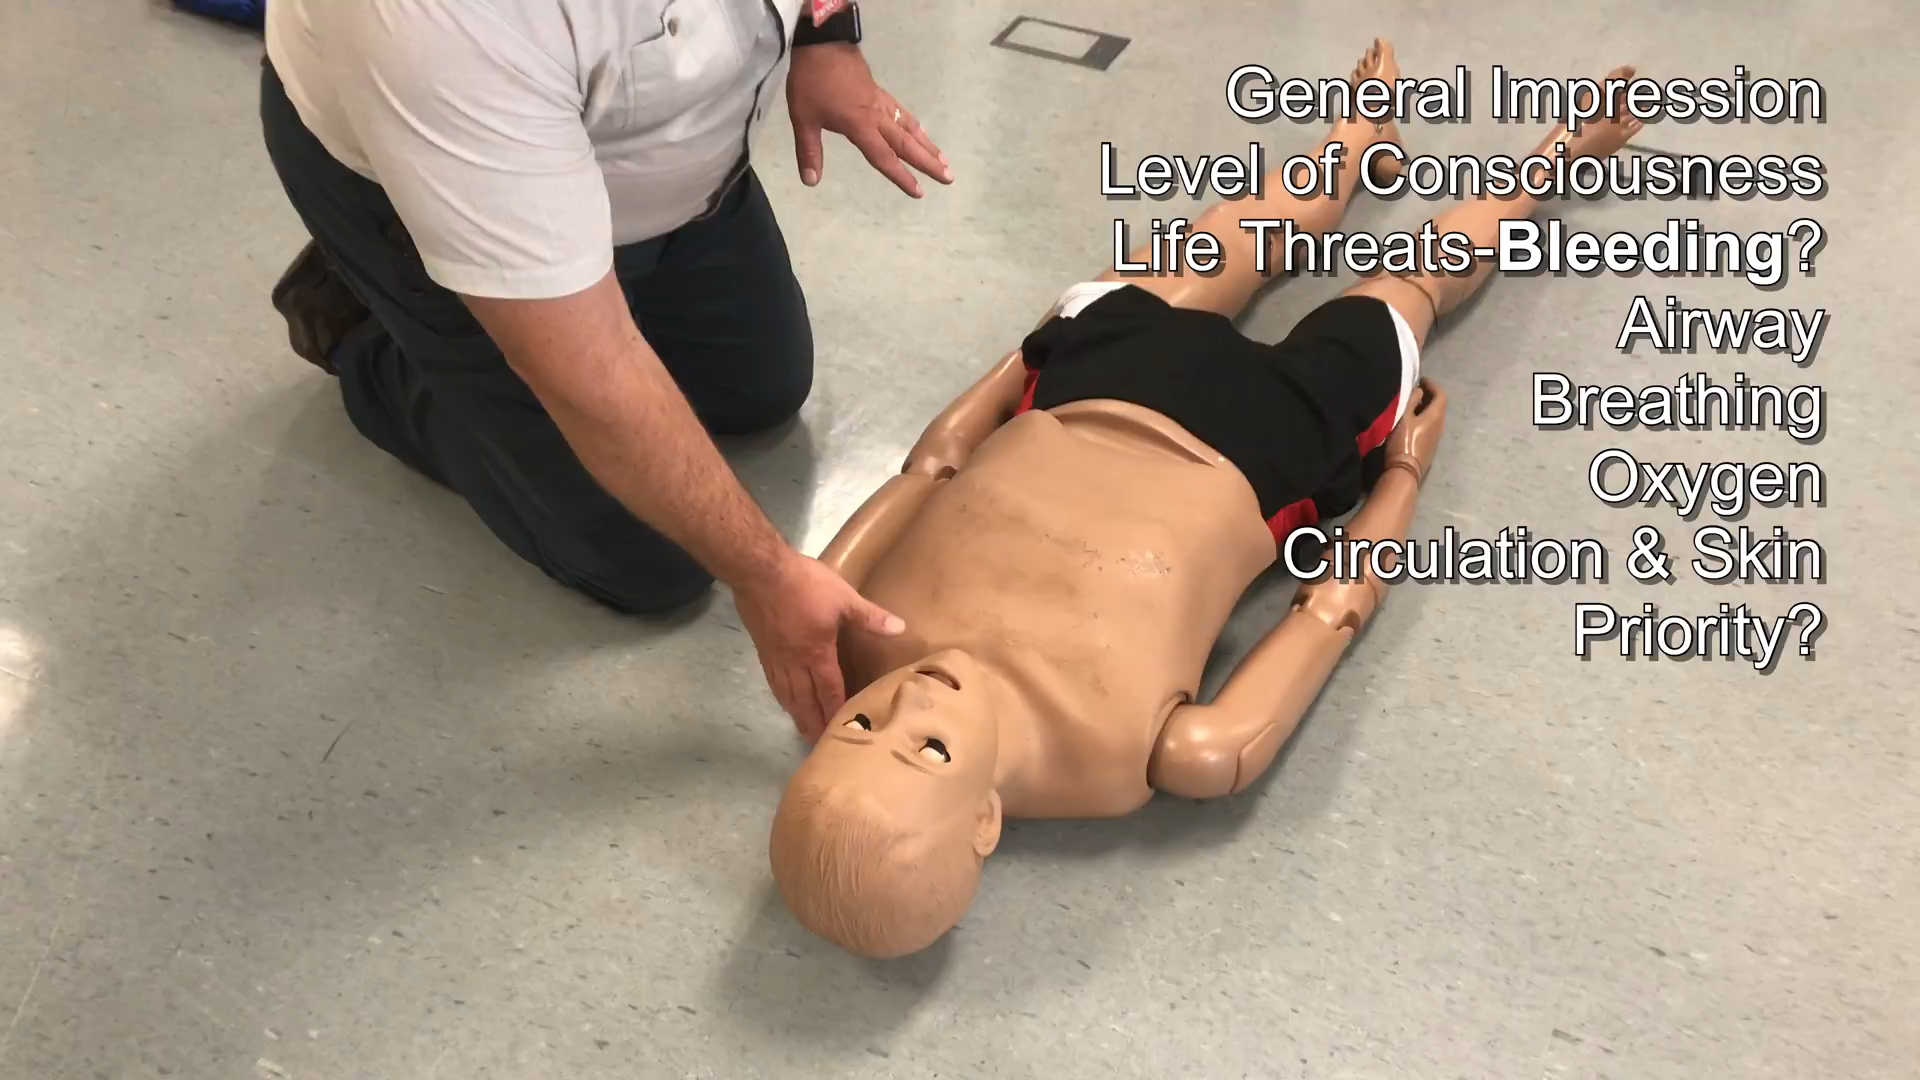 General Impression
Level of Consciousness
Life Threats-Bleeding?
Airway
Breathing
Oxygen
Circulation & Skin
Priority?